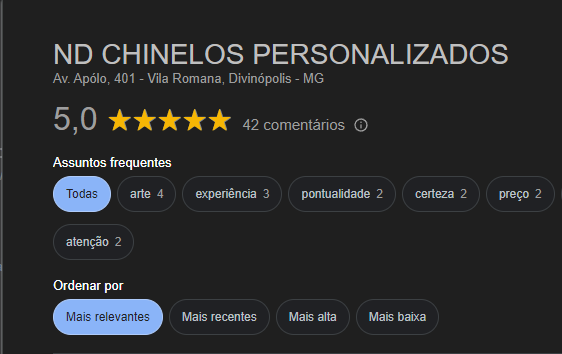 ND CHINELOS PERSONALIZADOS
Av. Apólo, 401 - Vila Romana, Divinópolis - MG
5,0 42 comentários
Assuntos frequentes
Todas arte 4 experiência 3 pontualidade 2 certeza 2 preço 2
atenção 2
Ordenar por
Mais relevantes Mais recentes Mais alta Mais baixa